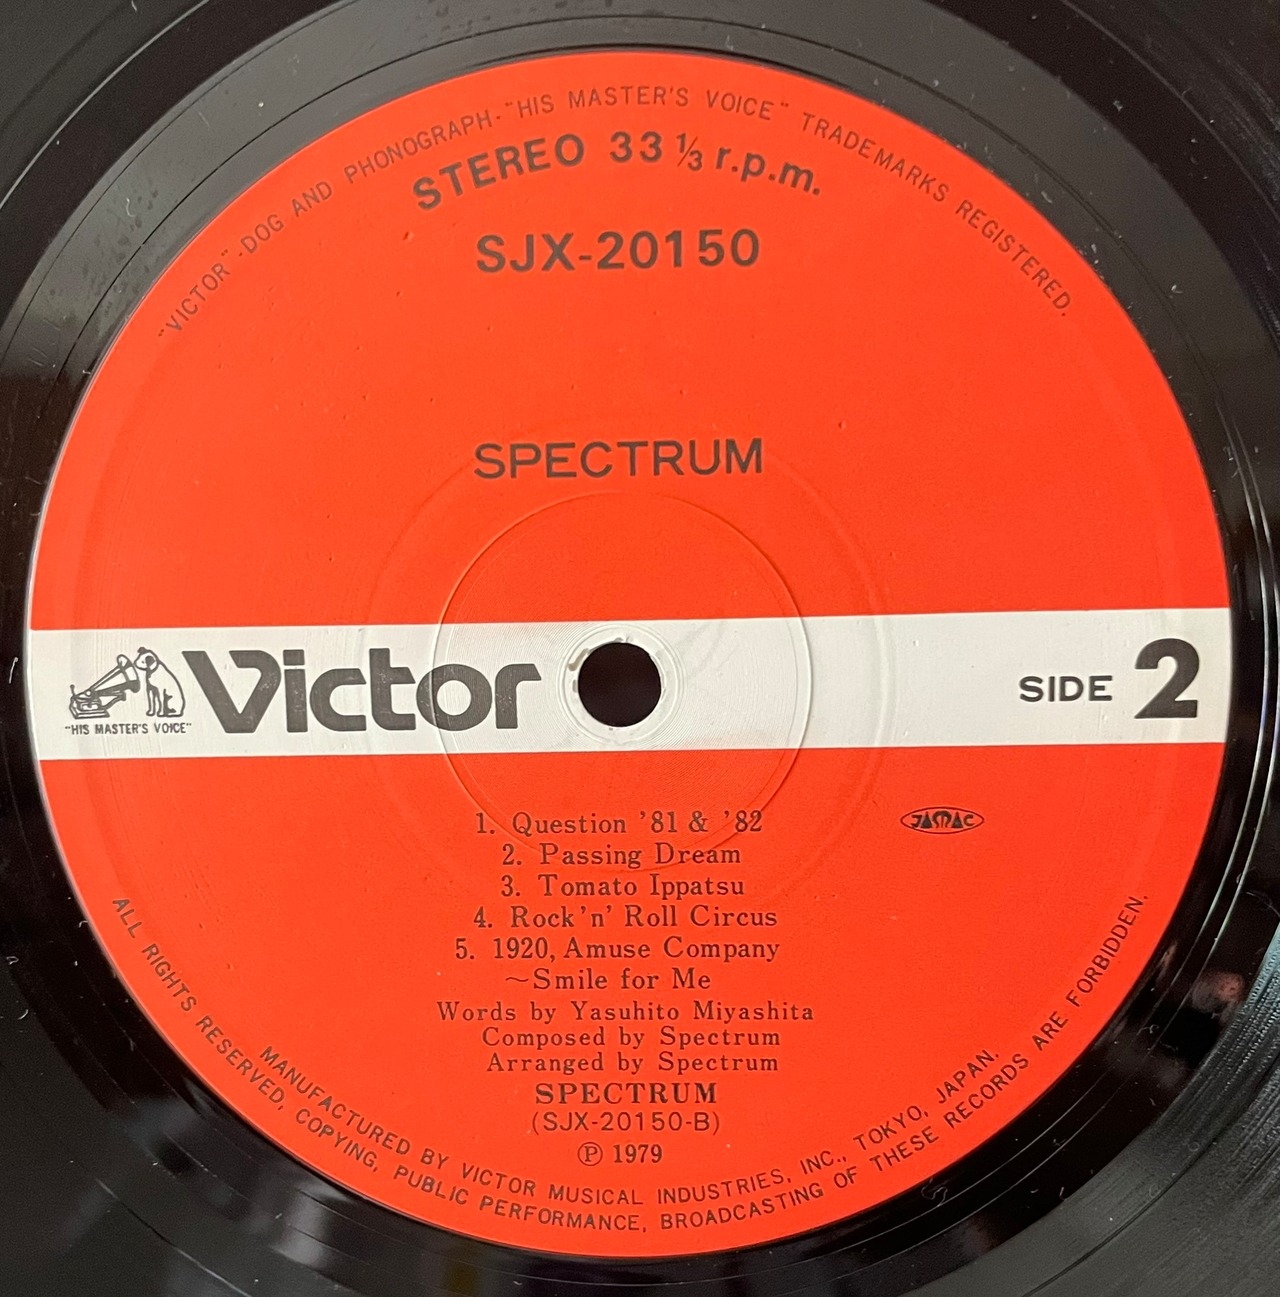 "VICTOR"-DOG AND PHONOGRAPH-"HIS MASTER'S VOICE" TRADEMARKS REGISTERED.
STEREO 33 ⅓ r.p.m.
SJX-20150
SPECTRUM
"HIS MASTER'S VOICE"
Victor
SIDE 2
1. Question '81 & '82
JASRAC
2. Passing Dream
3. Tomato Ippatsu
4. Rock 'n' Roll Circus
5. 1920, Amuse Company
~Smile for Me
Words by Yasuhito Miyashita
Composed by Spectrum
Arranged by Spectrum
SPECTRUM
(SJX-20150-B)
Ⓟ 1979
MANUFACTURED BY VICTOR MUSICAL INDUSTRIES, INC., TOKYO, JAPAN.
ALL RIGHTS RESERVED, COPYING, PUBLIC PERFORMANCE, BROADCASTING OF THESE RECORDS ARE FORBIDDEN.